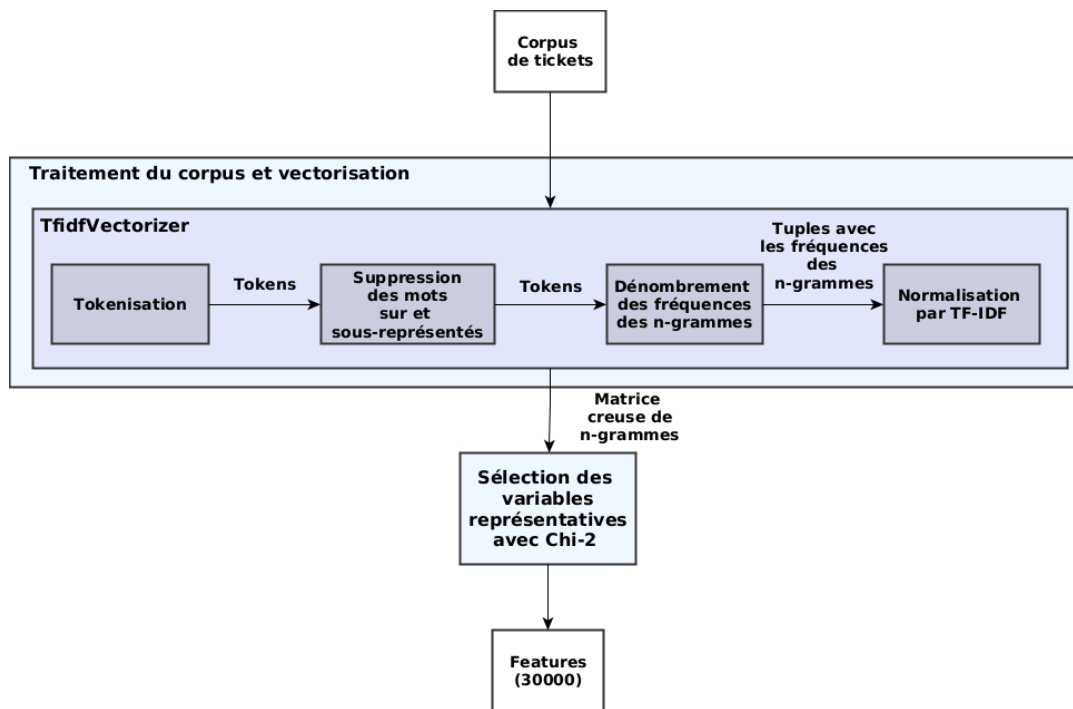 Corpus
de tickets
Traitement du corpus et vectorisation
TfidfVectorizer
Tokenisation
Tokens
Suppression
des mots
sur et
sous-représentés
Tokens
Dénombrement
des fréquences
des n-grammes
Tuples avec
les fréquences
des
n-grammes
Normalisation
par TF-IDF
Matrice
creuse de
n-grammes
Sélection des
variables
représentatives
avec Chi-2
Features
(30000)